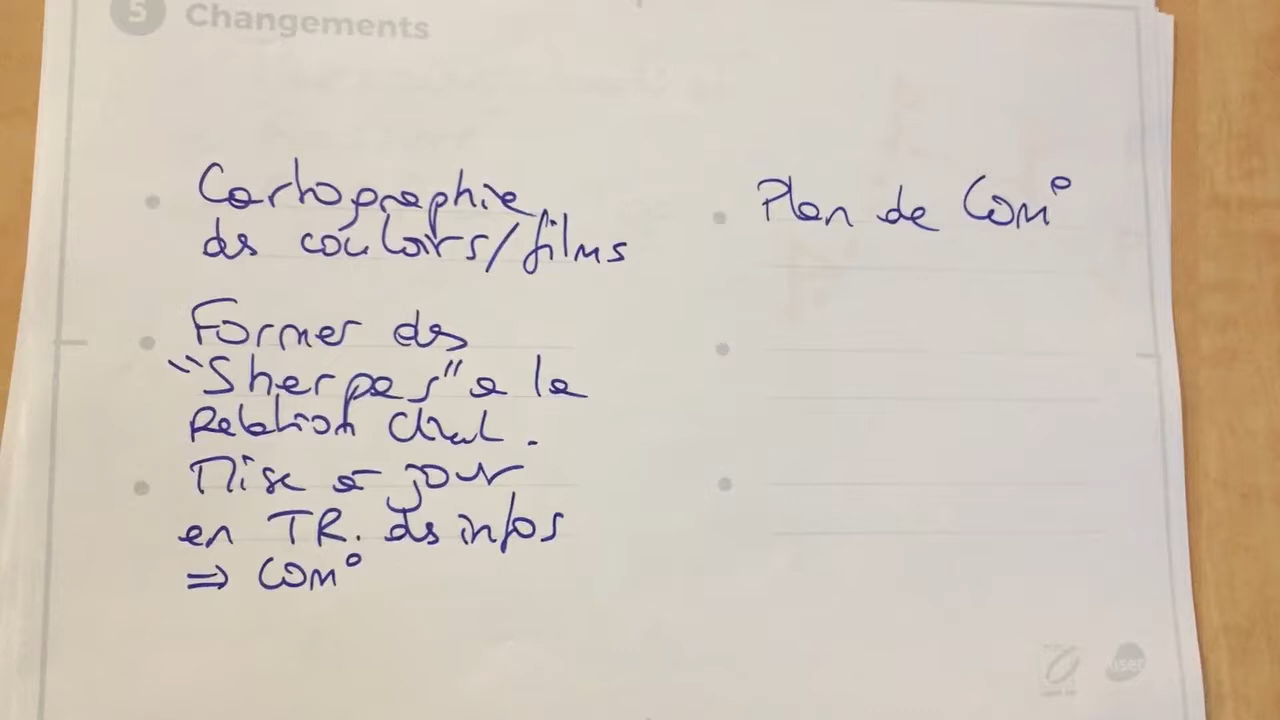 5 Changements
Cartographie
des couloirs/films
Former des
"Sherpas" a la
Relation Client.
Mise à jour
en TR. des infos
⇒ Com°
Plan de Com°